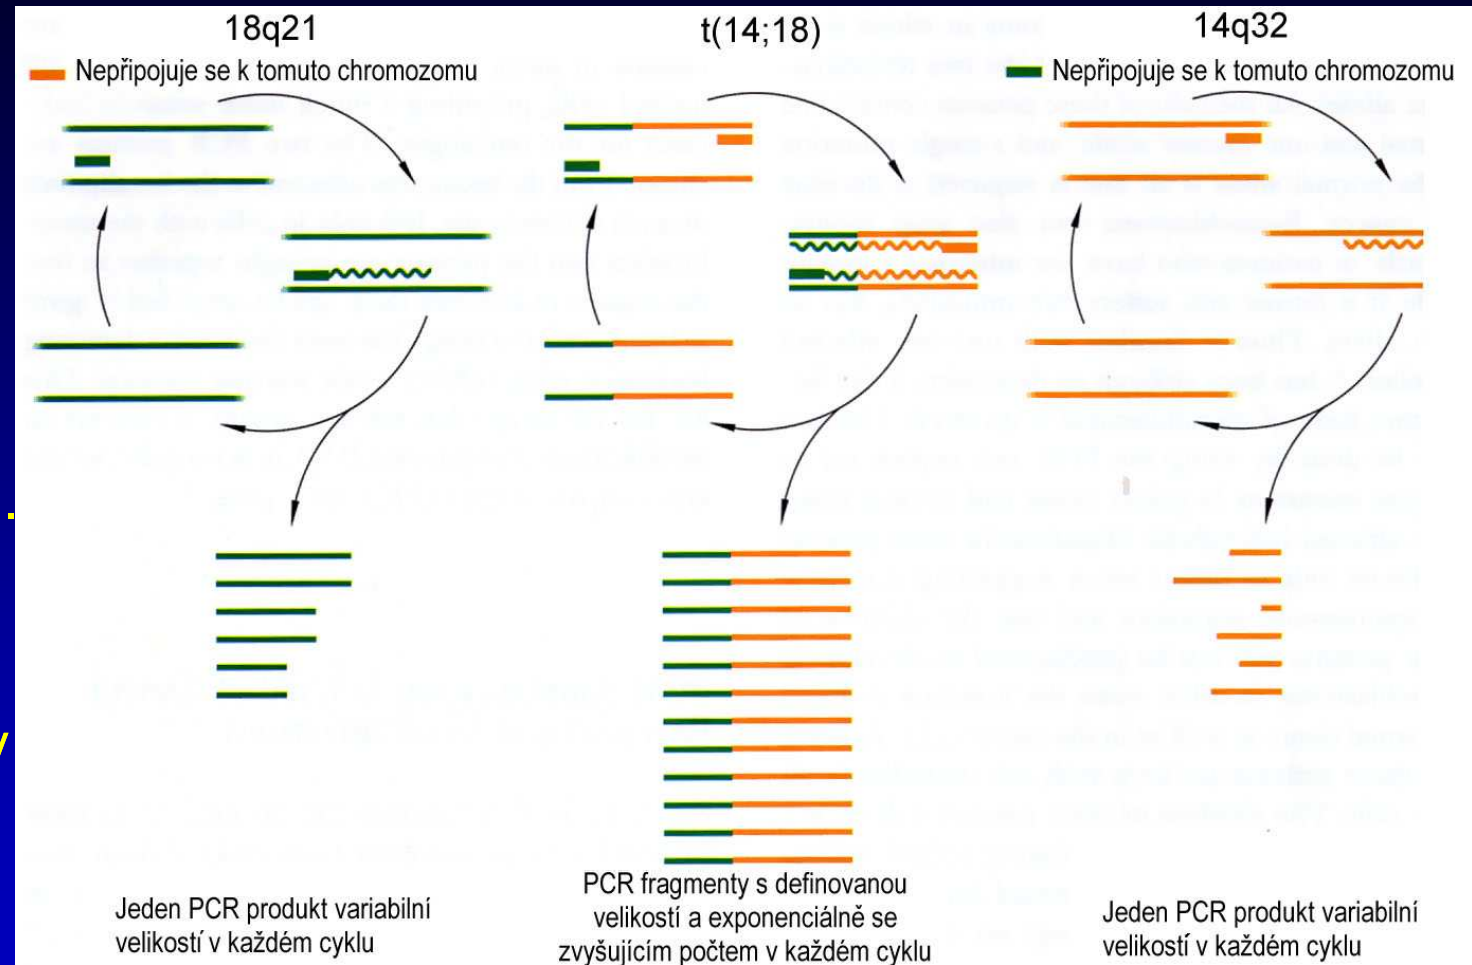 18q21
t(14;18)
14q32
Nepřipojuje se k tomuto chromozomu
Nepřipojuje se k tomuto chromozomu
Jeden PCR produkt variabilní
velikostí v každém cyklu
PCR fragmenty s definovanou
velikostí a exponenciálně se
zvyšujícím počtem v každém cyklu
Jeden PCR produkt variabilní
velikostí v každém cyklu